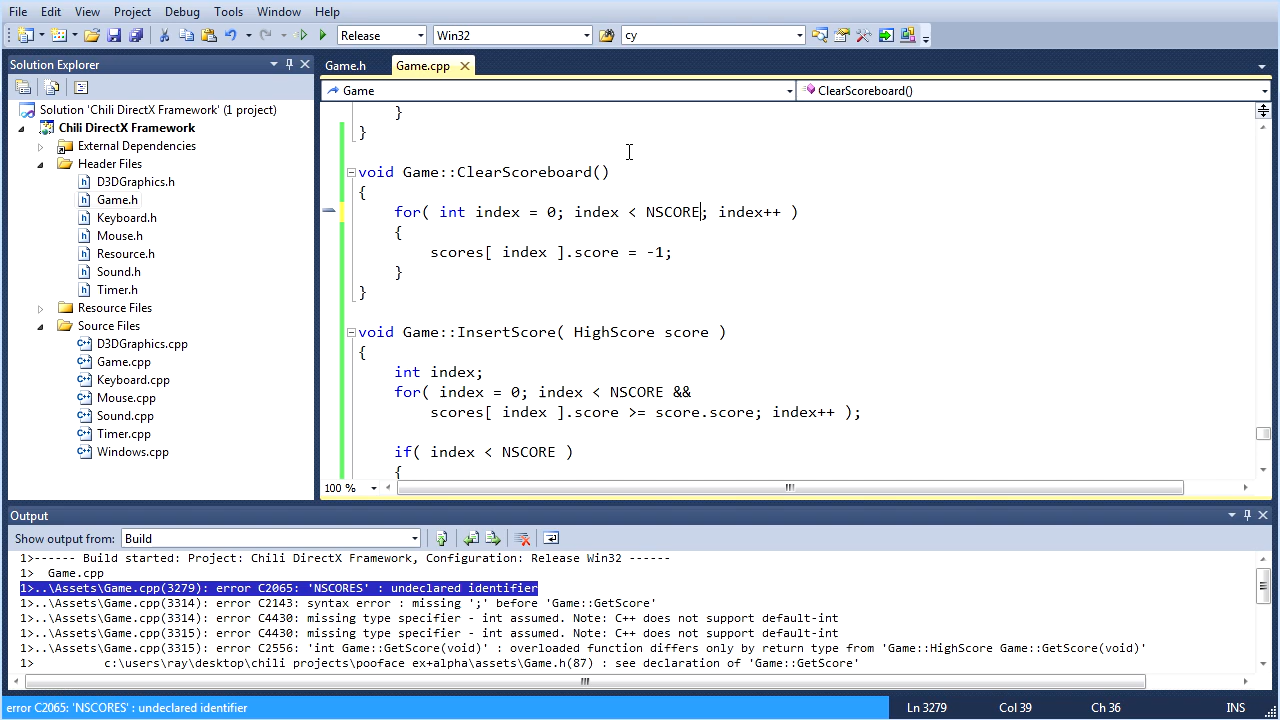 File Edit View Project Debug Tools Window Help
Release Win32 cy
Solution Explorer
Solution 'Chili DirectX Framework' (1 project)
Chili DirectX Framework
External Dependencies
Header Files
D3DGraphics.h
Game.h
Keyboard.h
Mouse.h
Resource.h
Sound.h
Timer.h
Resource Files
Source Files
D3DGraphics.cpp
Game.cpp
Keyboard.cpp
Mouse.cpp
Sound.cpp
Timer.cpp
Windows.cpp
Game.h Game.cpp
Game ClearScoreboard()
}
}
void Game::ClearScoreboard()
{
for( int index = 0; index < NSCORE; index++ )
{
scores[ index ].score = -1;
}
}
void Game::InsertScore( HighScore score )
{
int index;
for( index = 0; index < NSCORE &&
scores[ index ].score >= score.score; index++ );
if( index < NSCORE )
{
100 %
Output
Show output from: Build
1>------ Build started: Project: Chili DirectX Framework, Configuration: Release Win32 ------
1> Game.cpp
1>..\Assets\Game.cpp(3279): error C2065: 'NSCORES' : undeclared identifier
1>..\Assets\Game.cpp(3314): error C2143: syntax error : missing ';' before 'Game::GetScore'
1>..\Assets\Game.cpp(3314): error C4430: missing type specifier - int assumed. Note: C++ does not support default-int
1>..\Assets\Game.cpp(3315): error C4430: missing type specifier - int assumed. Note: C++ does not support default-int
1>..\Assets\Game.cpp(3315): error C2556: 'int Game::GetScore(void)' : overloaded function differs only by return type from 'Game::HighScore Game::GetScore(void)'
1> c:\users\ray\desktop\chili projects\pooface ex+alpha\assets\Game.h(87) : see declaration of 'Game::GetScore'
error C2065: 'NSCORES' : undeclared identifier Ln 3279 Col 39 Ch 36 INS